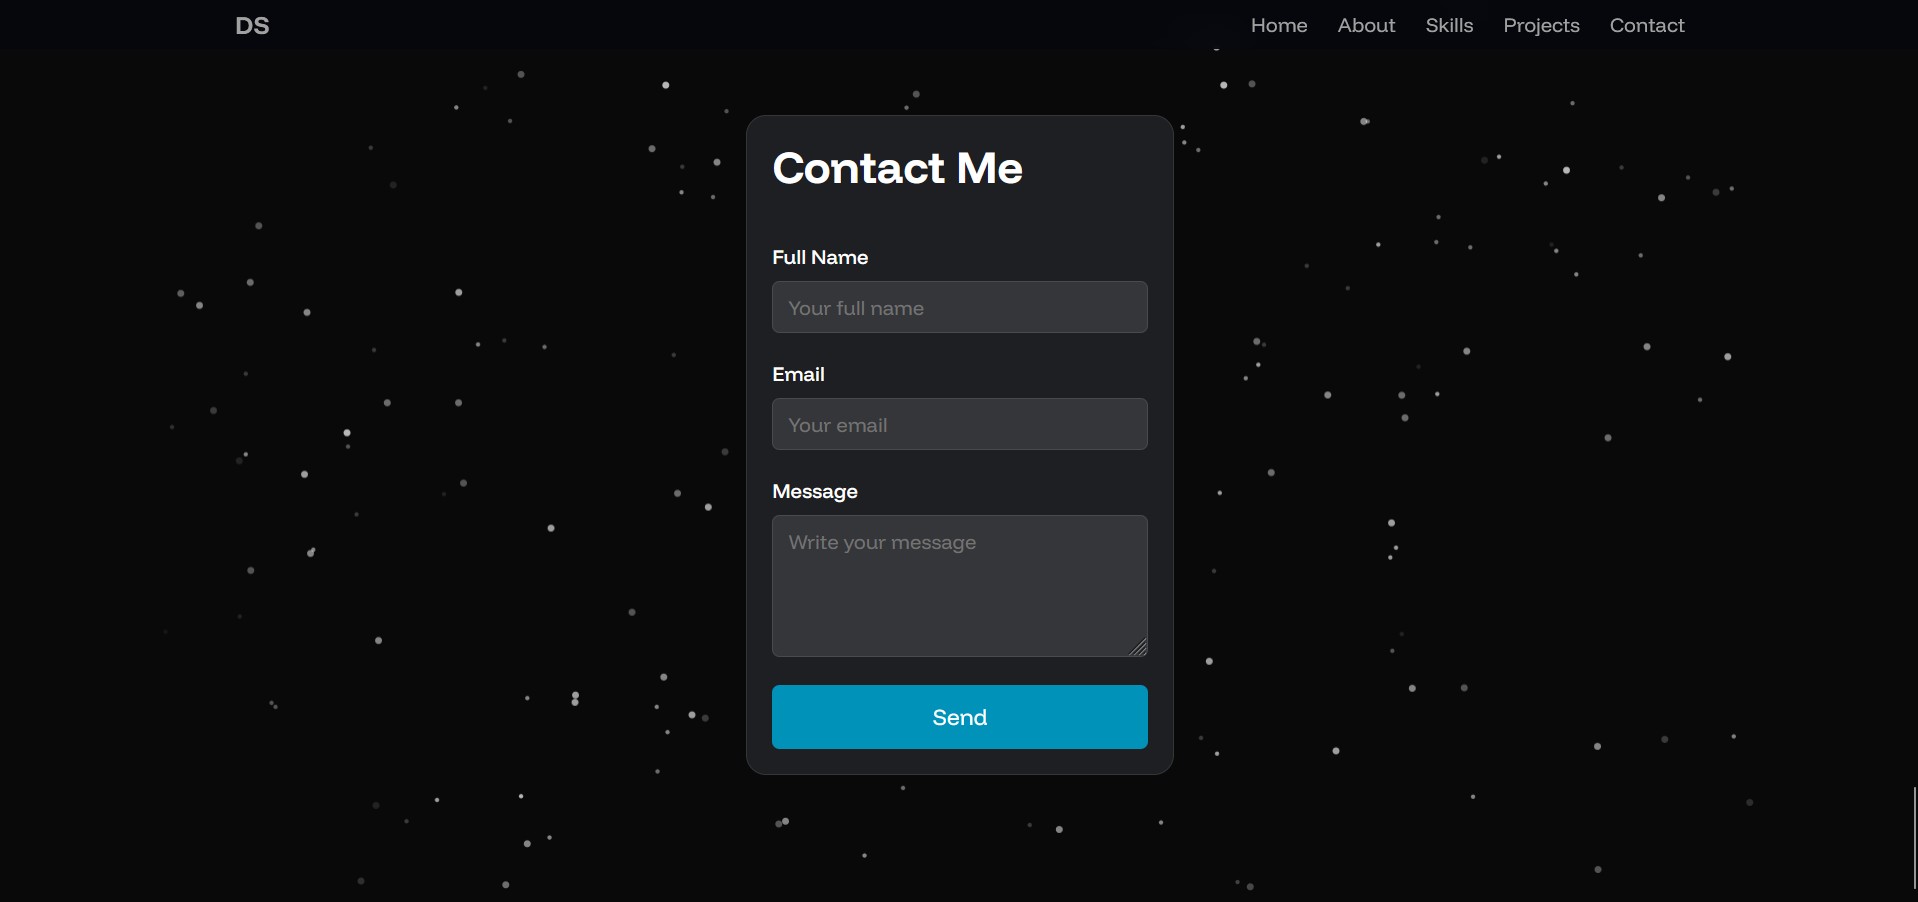 DS
Home About Skills Projects Contact
Contact Me
Full Name
Your full name
Email
Your email
Message
Write your message
Send